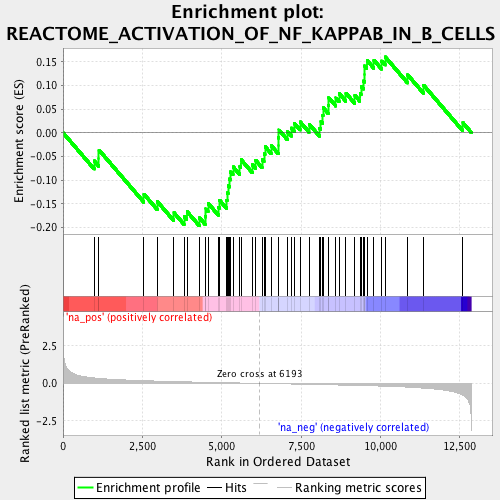 Enrichment plot:
REACTOME_ACTIVATION_OF_NF_KAPPAB_IN_B_CELLS
Enrichment score (ES)
0.15
0.10
0.05
0.00
-0.05
-0.10
-0.15
-0.20
'na_pos' (positively correlated)
Ranked list metric (PreRanked)
2.5
0.0
-2.5
Zero cross at 6193
'na_neg' (negatively correlated)
0
2,500
5,000
7,500
10,000
12,500
Rank in Ordered Dataset
Enrichment profile
Hits
Ranking metric scores